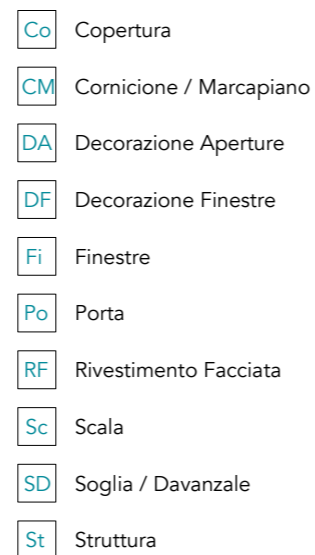 Co Copertura
CM Cornicione / Marcapiano
DA Decorazione Aperture
DF Decorazione Finestre
Fi Finestre
Po Porta
RF Rivestimento Facciata
Sc Scala
SD Soglia / Davanzale
St Struttura